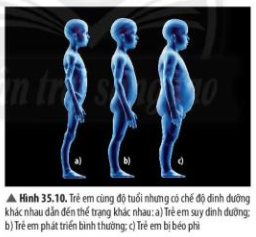 a)
b)
c)
▲ Hình 35.10. Trẻ em cùng độ tuổi nhưng có chế độ dinh dưỡng
khác nhau dẫn đến thể trạng khác nhau: a) Trẻ em suy dinh dưỡng;
b) Trẻ em phát triển bình thường; c) Trẻ em bị béo phì